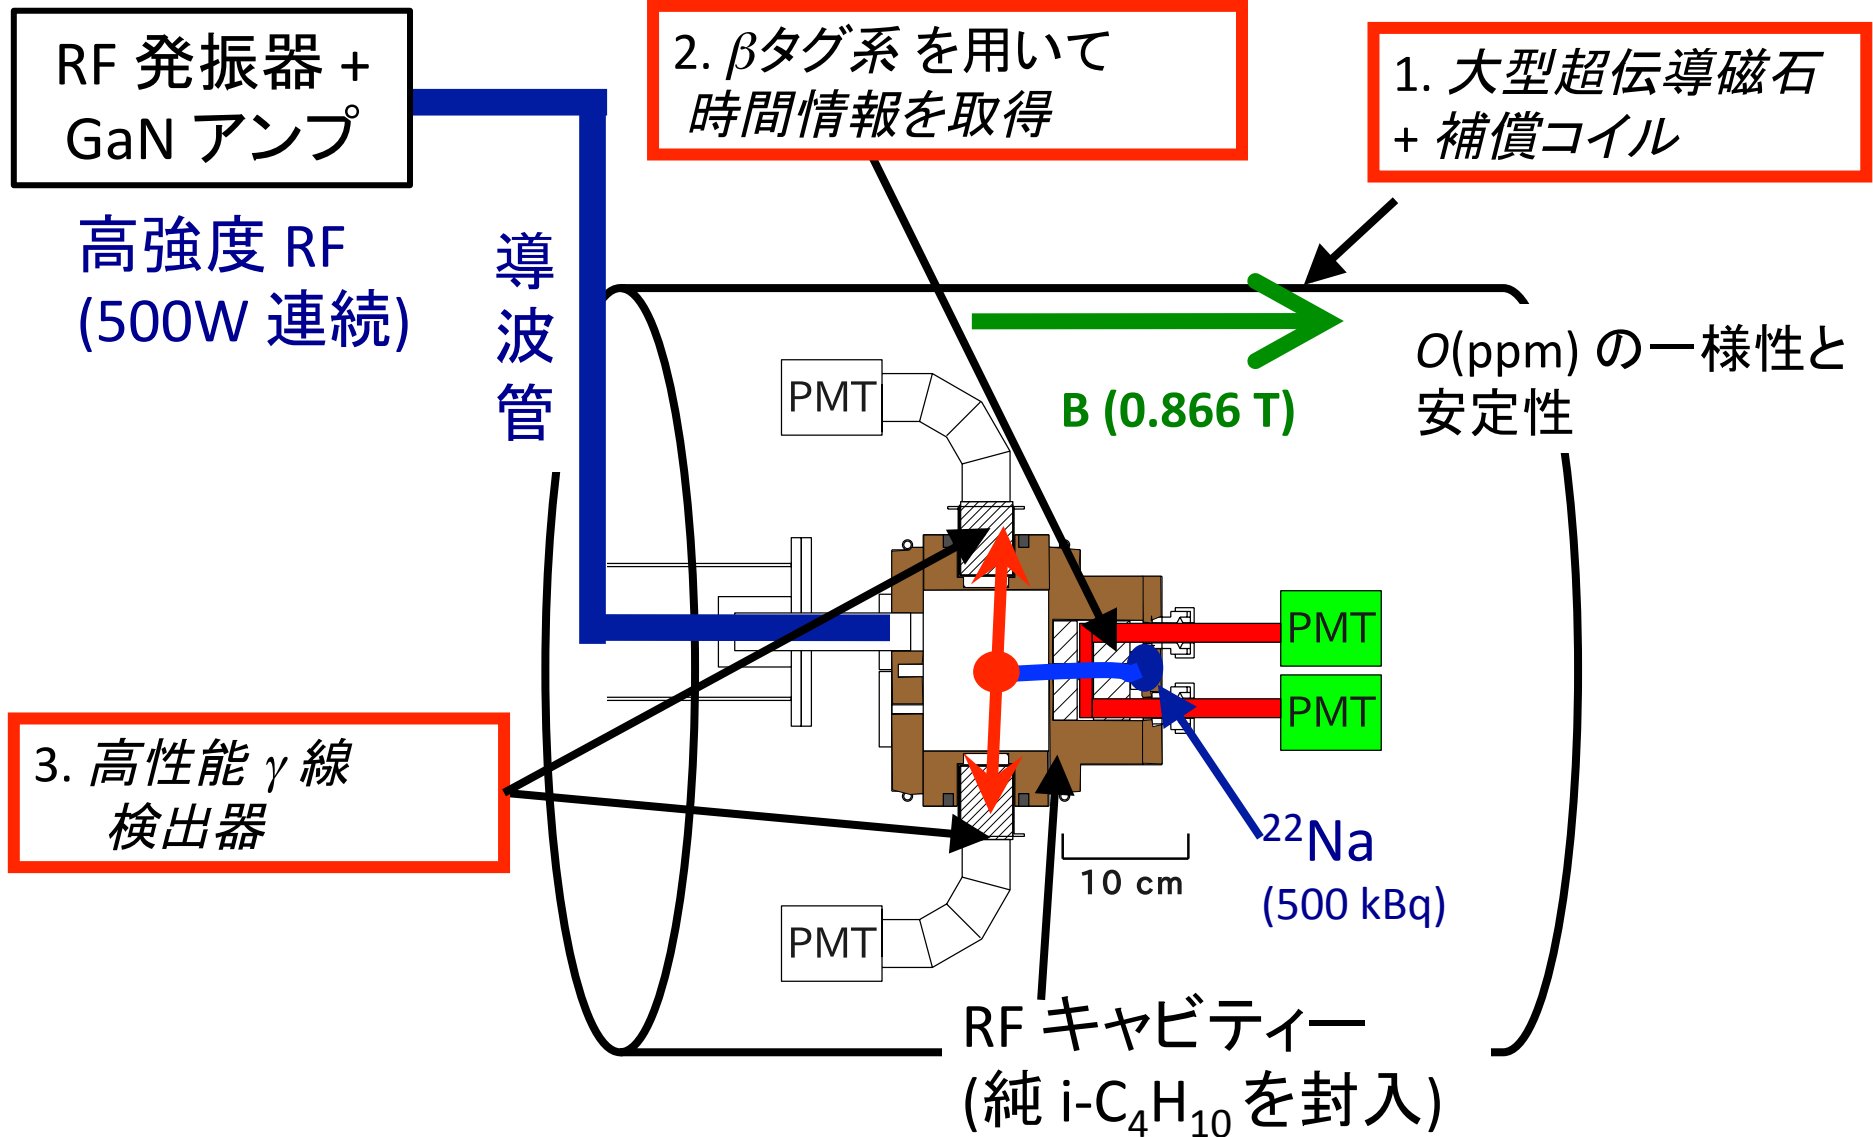 RF 発振器 +
GaN アンプ
2. βタグ系 を用いて
時間情報を取得
1. 大型超伝導磁石
+ 補償コイル
高強度 RF
(500W 連続)
導波管
B (0.866 T)
O(ppm) の一様性と
安定性
PMT
PMT
PMT
3. 高性能 γ 線
検出器
10 cm
²²Na
(500 kBq)
PMT
RF キャビティー
(純 i-C₄H₁₀ を封入)